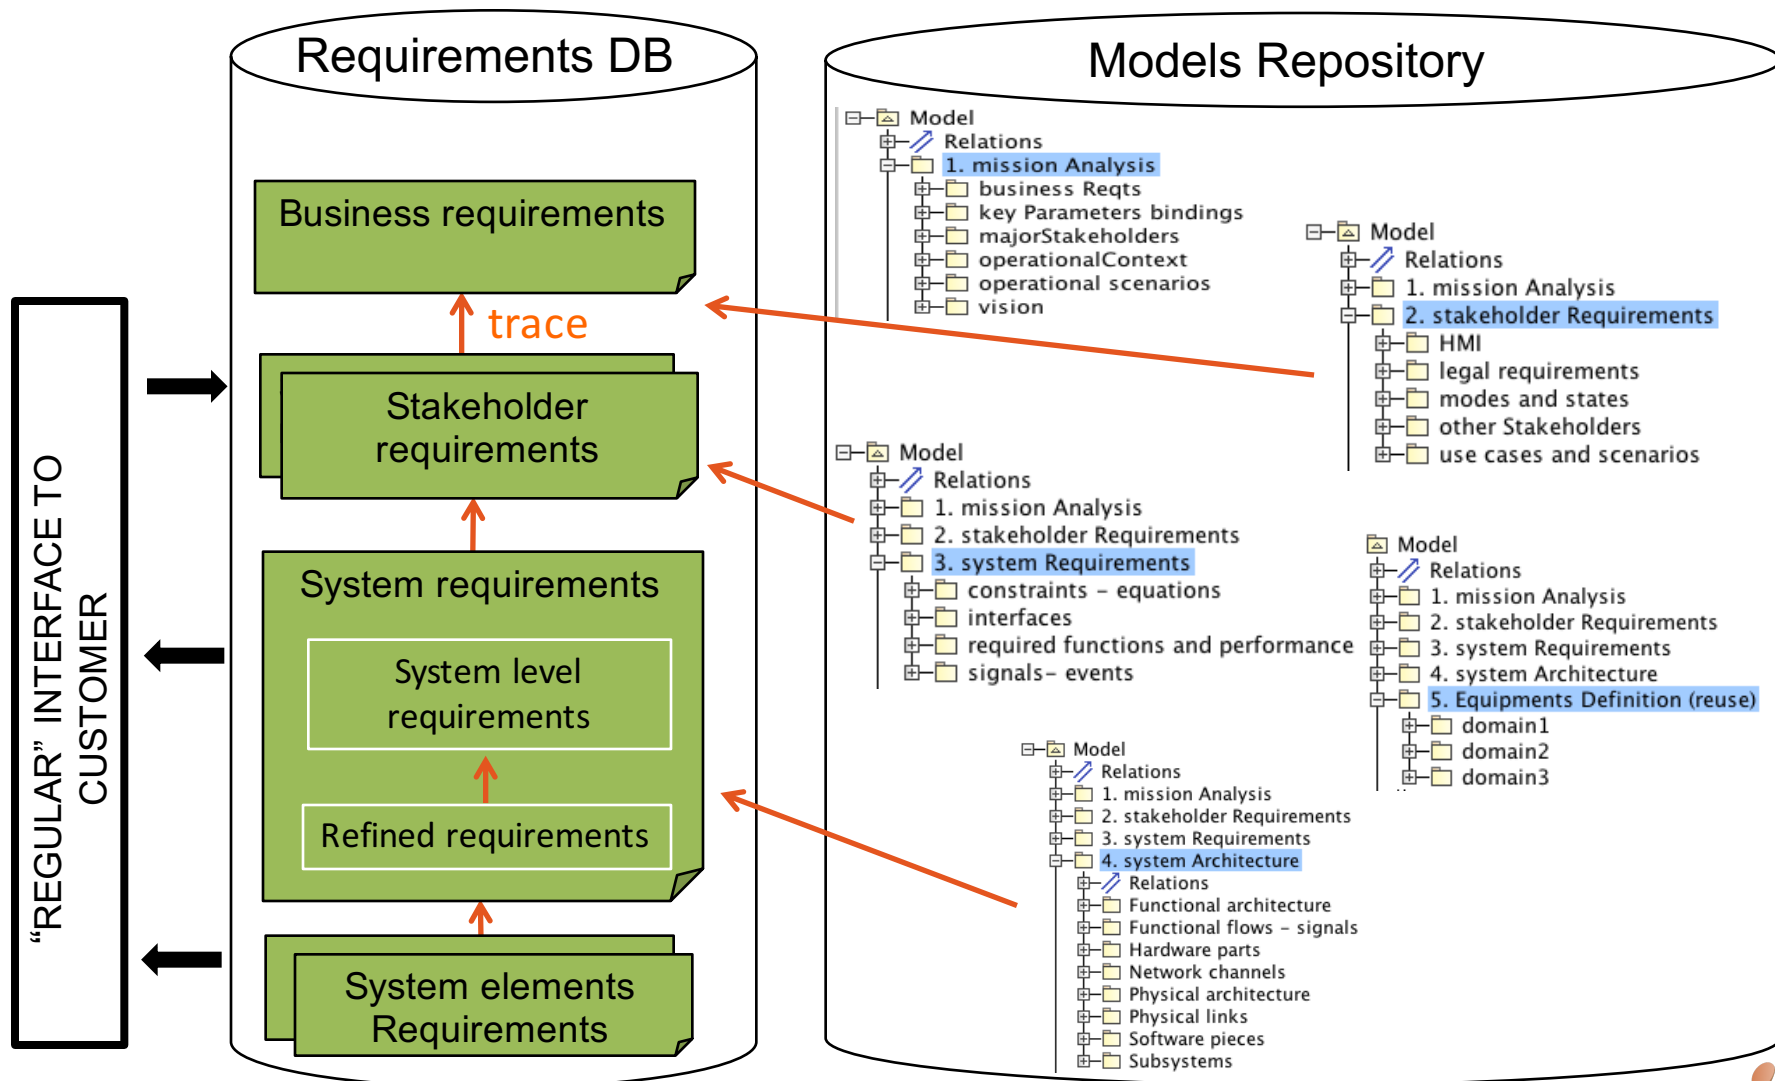 Requirements DB
Business requirements
trace
Stakeholder
requirements
System requirements
System level
requirements
Refined requirements
System elements
Requirements
“REGULAR” INTERFACE TO
CUSTOMER
Models Repository
Model
Relations
1. mission Analysis
business Reqts
key Parameters bindings
majorStakeholders
operationalContext
operational scenarios
vision
Model
Relations
1. mission Analysis
2. stakeholder Requirements
HMI
legal requirements
modes and states
other Stakeholders
use cases and scenarios
Model
Relations
1. mission Analysis
2. stakeholder Requirements
3. system Requirements
constraints – equations
interfaces
required functions and performance
signals– events
Model
Relations
1. mission Analysis
2. stakeholder Requirements
3. system Requirements
4. system Architecture
5. Equipments Definition (reuse)
domain1
domain2
domain3
Model
Relations
1. mission Analysis
2. stakeholder Requirements
3. system Requirements
4. system Architecture
Relations
Functional architecture
Functional flows – signals
Hardware parts
Network channels
Physical architecture
Physical links
Software pieces
Subsystems